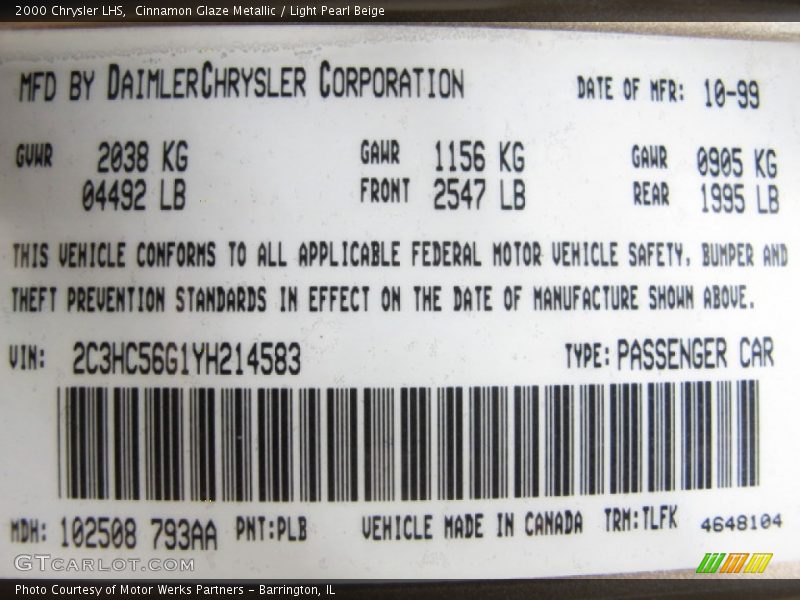 2000 Chrysler LHS,  Cinnamon Glaze Metallic / Light Pearl Beige
MFD BY DAIMLERCHRYSLER CORPORATION DATE OF MFR: 10-99
GVWR 2038 KG GAWR 1156 KG GAWR 0905 KG
04492 LB FRONT 2547 LB REAR 1995 LB
THIS VEHICLE CONFORMS TO ALL APPLICABLE FEDERAL MOTOR VEHICLE SAFETY, BUMPER AND
THEFT PREVENTION STANDARDS IN EFFECT ON THE DATE OF MANUFACTURE SHOWN ABOVE.
VIN: 2C3HC56G1YH214583 TYPE: PASSENGER CAR
MDH: 102508 793AA PNT:PLB VEHICLE MADE IN CANADA TRM:TLFK 4648104
GTCARLOT.COM
Photo Courtesy of Motor Werks Partners - Barrington, IL